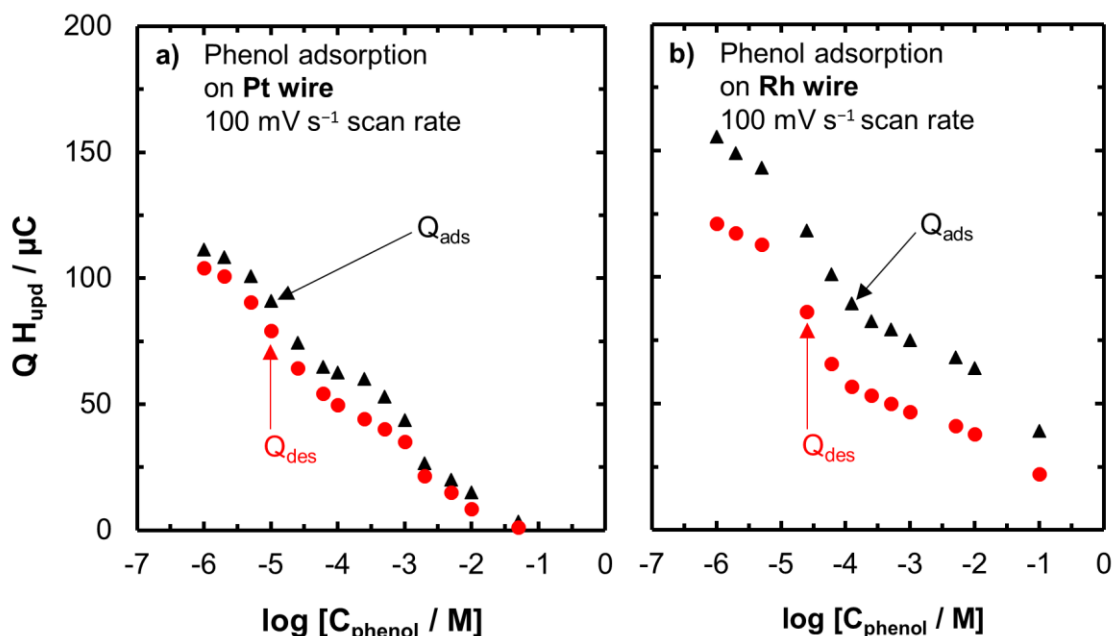 200
150
100
50
0
Q H_upd / µC
a) Phenol adsorption
on Pt wire
100 mV s⁻¹ scan rate
Q_ads
Q_des
-7 -6 -5 -4 -3 -2 -1 0
log [C_phenol / M]
b) Phenol adsorption
on Rh wire
100 mV s⁻¹ scan rate
Q_ads
Q_des
-7 -6 -5 -4 -3 -2 -1 0
log [C_phenol / M]